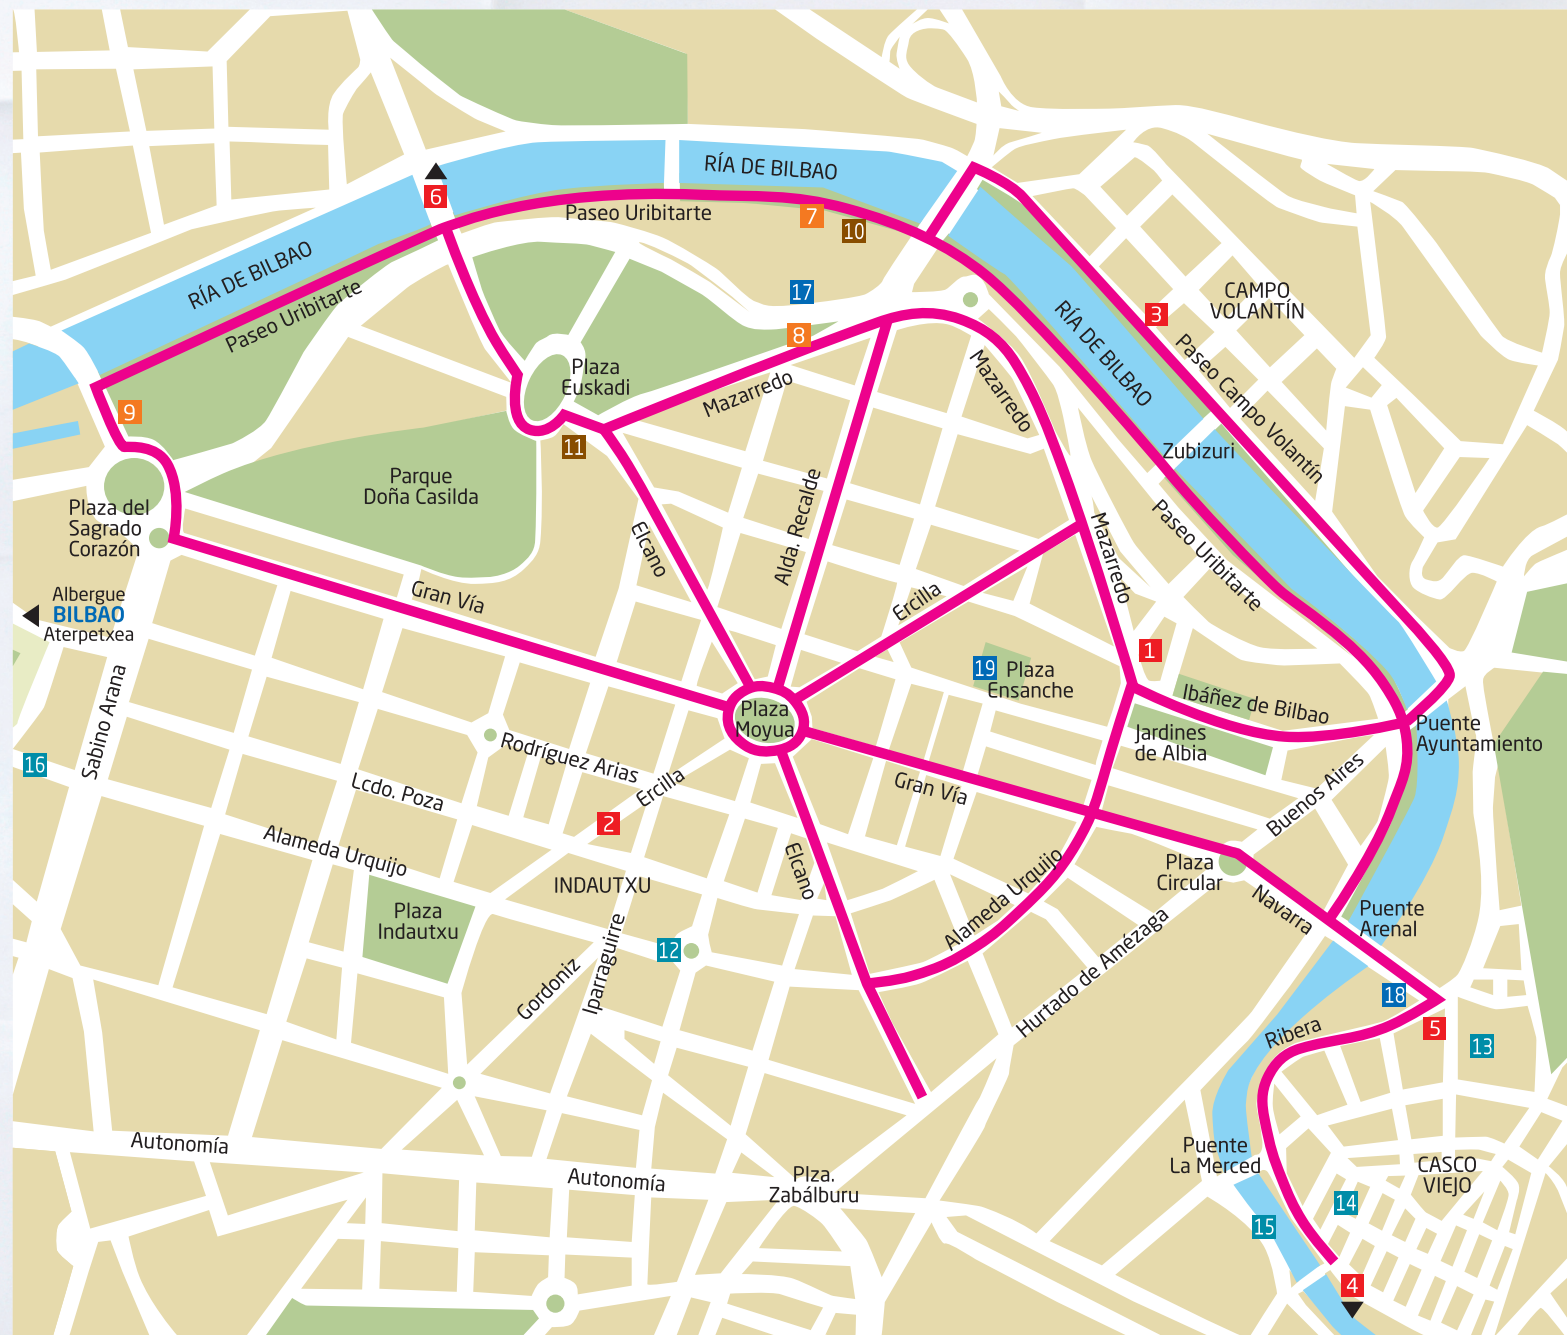 RÍA DE BILBAO
6
Paseo Uribitarte
7
10
RÍA DE BILBAO
17
CAMPO
VOLANTÍN
3
Paseo Uribitarte
8
RÍA DE BILBAO
Plaza
Euskadi
Mazarredo
Mazarredo
Paseo Campo Volantín
9
11
Zubizuri
Parque
Doña Casilda
Alda. Recalde
Plaza del
Sagrado
Corazón
Elcano
Mazarredo
Paseo Uribitarte
Albergue
BILBAO
Aterpetxea
Gran Vía
Ercilla
1
19
Plaza
Ensanche
Ibáñez de Bilbao
Plaza
Moyua
Puente
Ayuntamiento
Jardines
de Albia
Sabino Arana
Rodríguez Arias
16
Lcdo. Poza
Ercilla
Gran Vía
Buenos Aires
2
Alameda Urquijo
Elcano
Plaza
Circular
INDAUTXU
Alameda Urquijo
Navarra
Puente
Arenal
Plaza
Indautxu
12
Iparraguirre
Gordoniz
Hurtado de Amézaga
18
Ribera
5
13
Autonomía
Autonomía
Plza.
Zabálburu
Puente
La Merced
CASCO
VIEJO
14
15
4